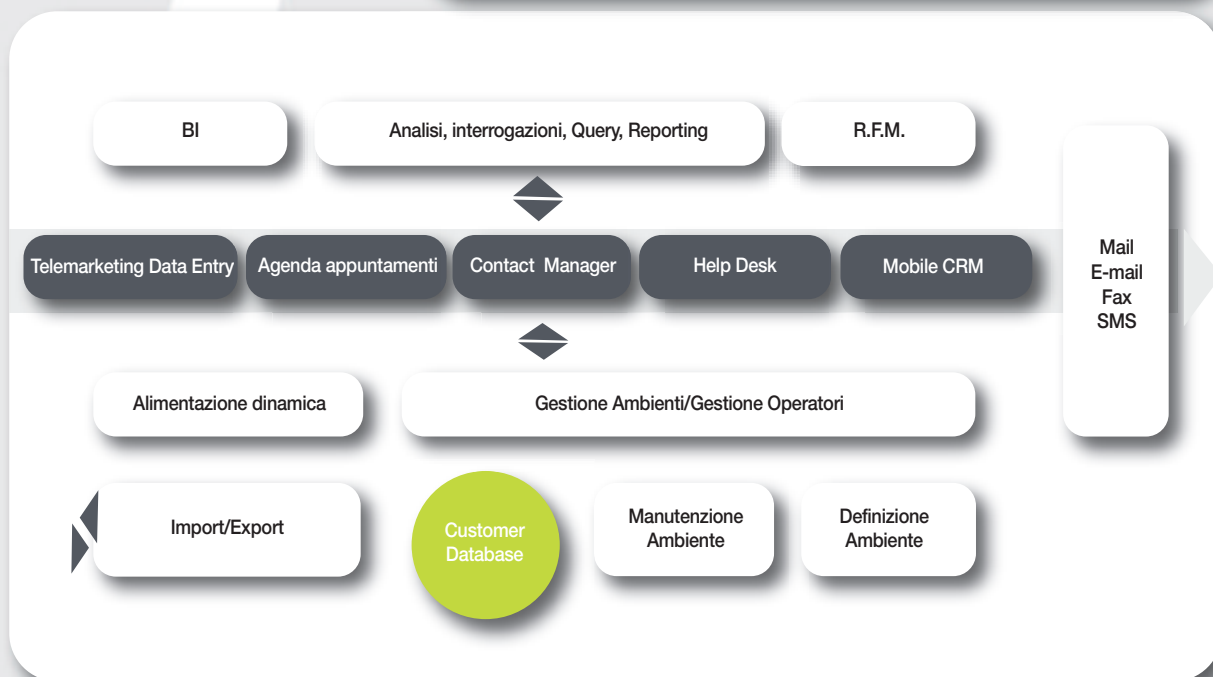 BI
Analisi, interrogazioni, Query, Reporting
R.F.M.
Telemarketing Data Entry
Agenda appuntamenti
Contact Manager
Help Desk
Mobile CRM
Mail
E-mail
Fax
SMS
Alimentazione dinamica
Gestione Ambienti/Gestione Operatori
Import/Export
Customer
Database
Manutenzione
Ambiente
Definizione
Ambiente